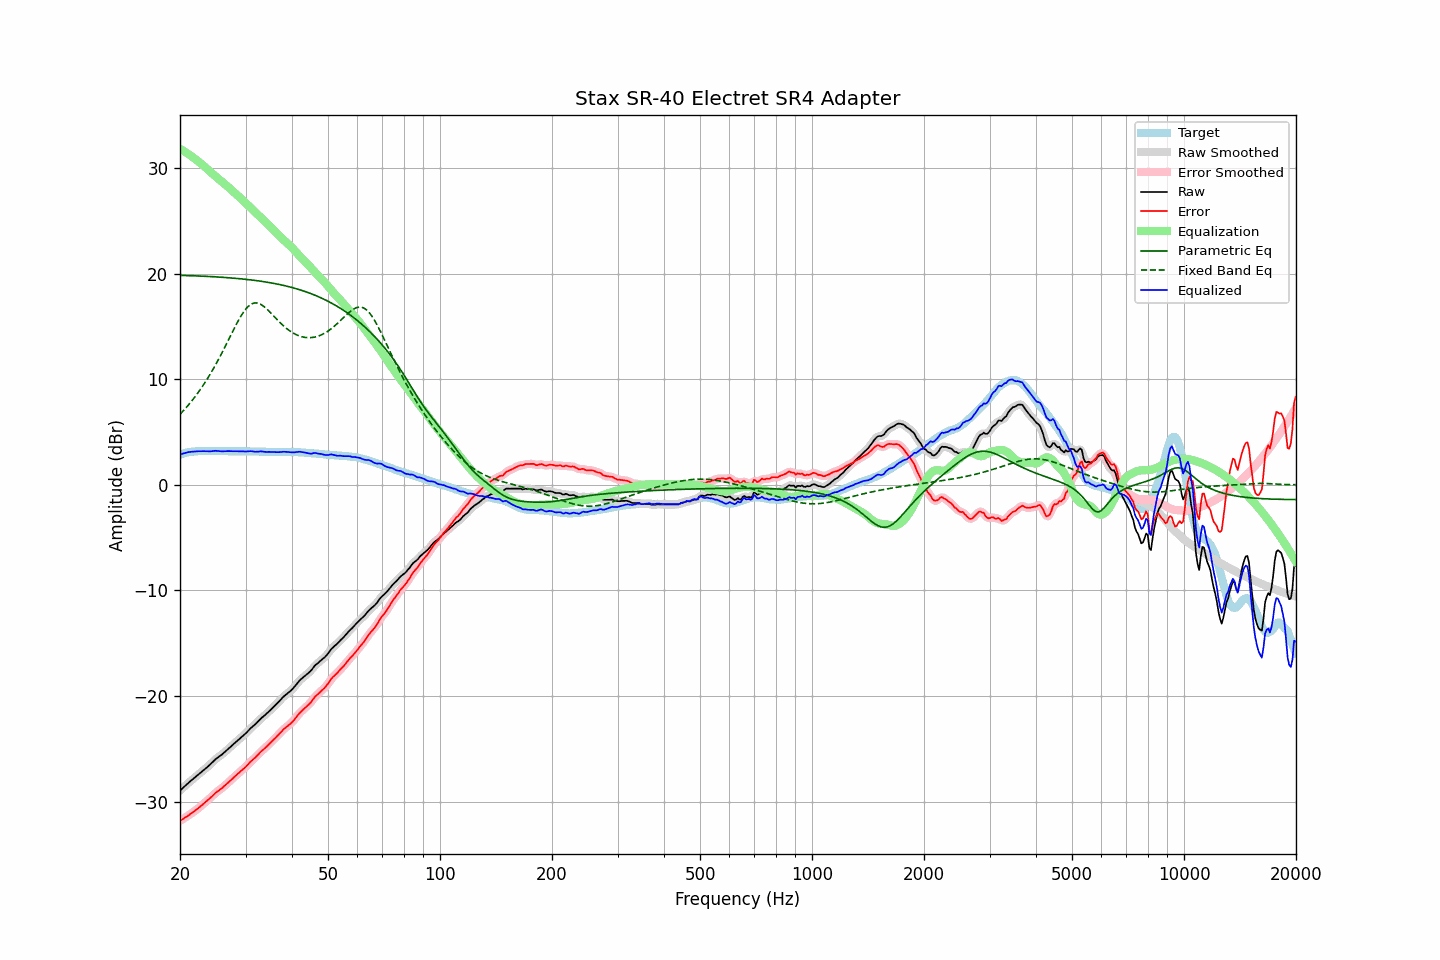 Stax SR-40 Electret SR4 Adapter
Target
Raw Smoothed
Error Smoothed
Raw
Error
Equalization
Parametric Eq
Fixed Band Eq
Equalized
Amplitude (dBr)
30
20
10
0
−10
−20
−30
20 50 100 200 500 1000 2000 5000 10000 20000
Frequency (Hz)